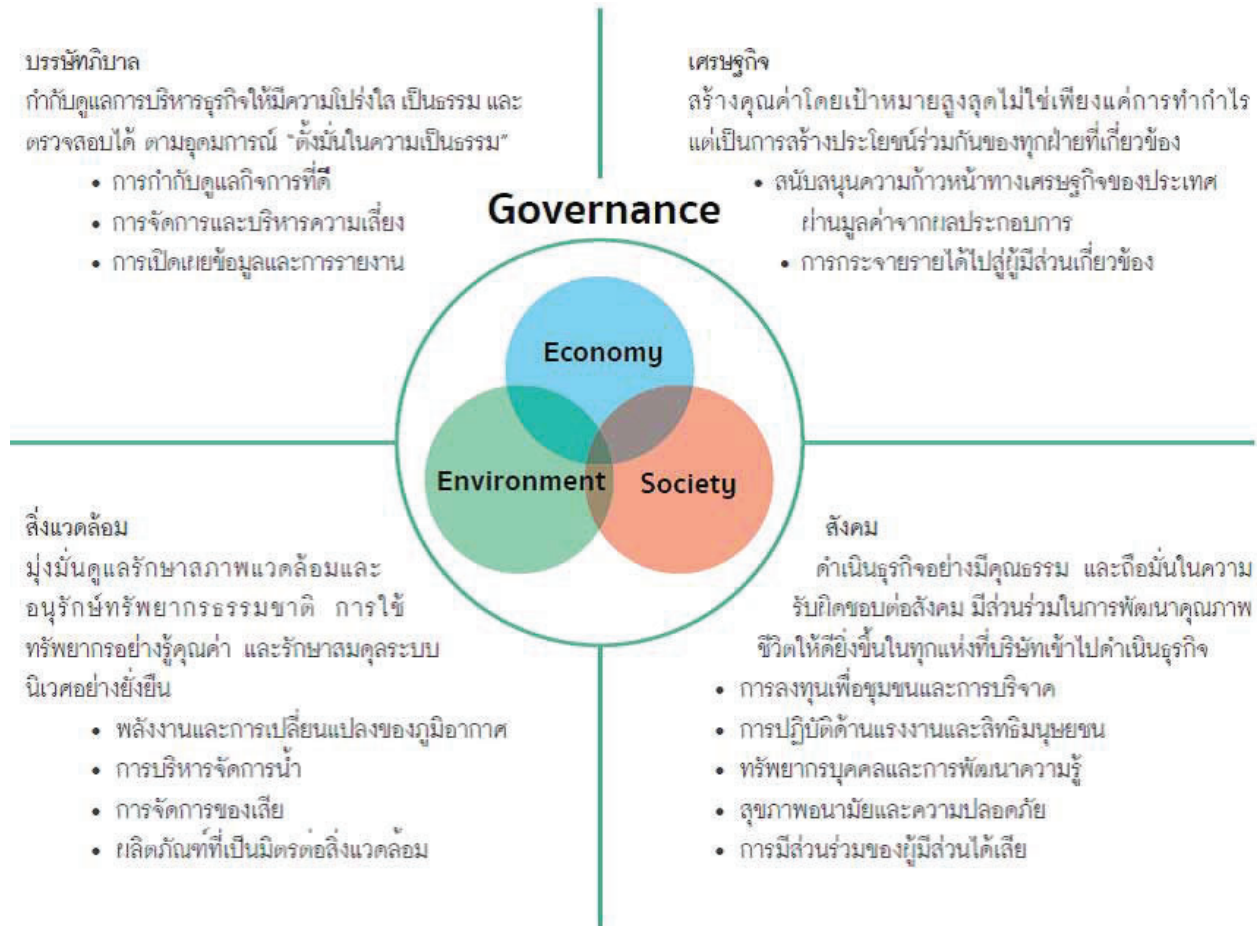 บรรษัทภิบาล
กำกับดูแลการบริหารธุรกิจให้มีความโปร่งใส เป็นธรรม และ
ตรวจสอบได้ ตามอุดมการณ์ “ตั้งมั่นในความเป็นธรรม”
• การกำกับดูแลกิจการที่ดี
• การจัดการและบริหารความเสี่ยง
• การเปิดเผยข้อมูลและการรายงาน
เศรษฐกิจ
สร้างคุณค่าโดยเป้าหมายสูงสุดไม่ใช่เพียงแค่การทำกำไร
แต่เป็นการสร้างประโยชน์ร่วมกันของทุกฝ่ายที่เกี่ยวข้อง
• สนับสนุนความก้าวหน้าทางเศรษฐกิจของประเทศ
ผ่านมูลค่าจากผลประกอบการ
• การกระจายรายได้ไปสู่ผู้มีส่วนเกี่ยวข้อง
Governance
Economy
Environment
Society
สิ่งแวดล้อม
มุ่งมั่นดูแลรักษาสภาพแวดล้อมและ
อนุรักษ์ทรัพยากรธรรมชาติ การใช้
ทรัพยากรอย่างรู้คุณค่า และรักษาสมดุลระบบ
นิเวศอย่างยั่งยืน
• พลังงานและการเปลี่ยนแปลงของภูมิอากาศ
• การบริหารจัดการน้ำ
• การจัดการของเสีย
• ผลิตภัณฑ์ที่เป็นมิตรต่อสิ่งแวดล้อม
สังคม
ดำเนินธุรกิจอย่างมีคุณธรรม และถือมั่นในความ
รับผิดชอบต่อสังคม มีส่วนร่วมในการพัฒนาคุณภาพ
ชีวิตให้ดียิ่งขึ้นในทุกแห่งที่บริษัทเข้าไปดำเนินธุรกิจ
• การลงทุนเพื่อชุมชนและการบริจาค
• การปฏิบัติด้านแรงงานและสิทธิมนุษยชน
• ทรัพยากรบุคคลและการพัฒนาความรู้
• สุขภาพอนามัยและความปลอดภัย
• การมีส่วนร่วมของผู้มีส่วนได้เสีย